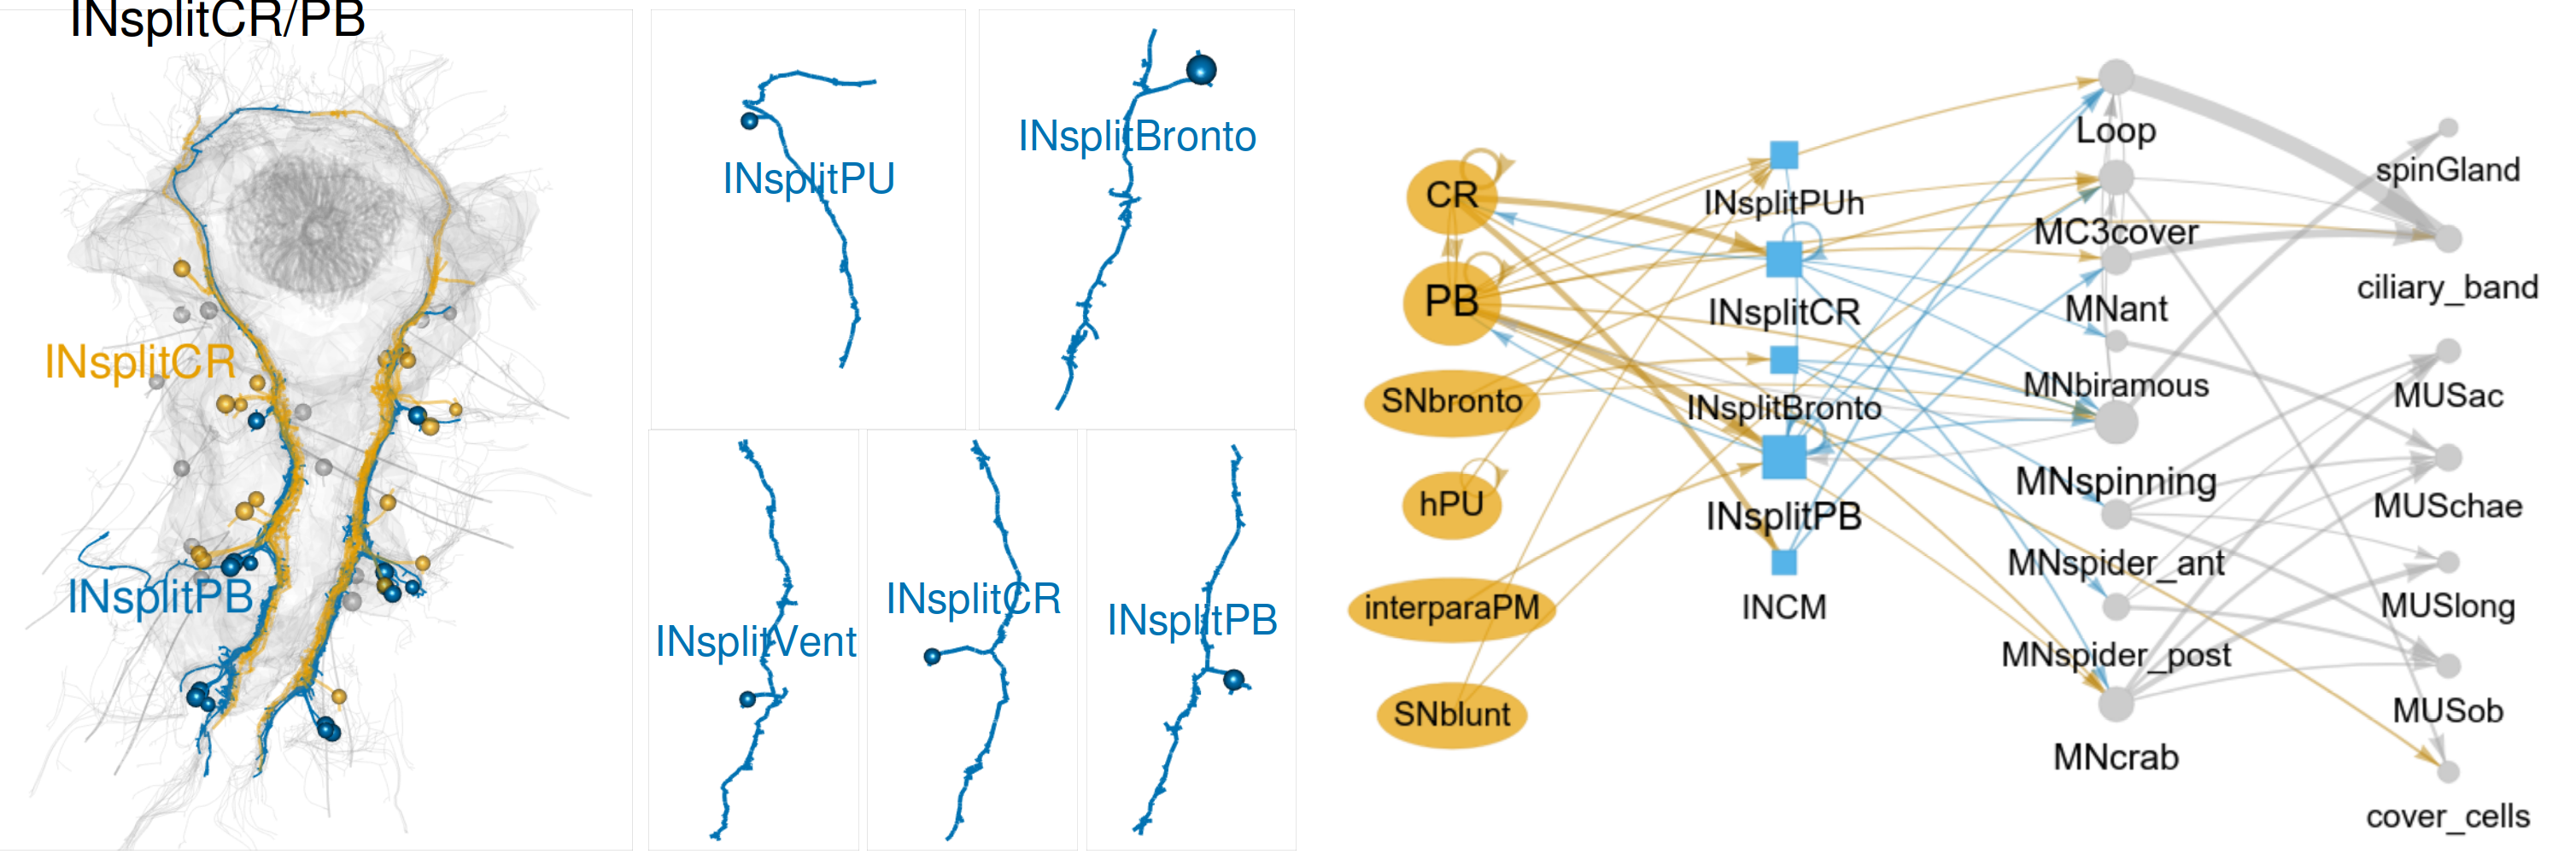 INsplitCR/PB
INsplitCR
INsplitPB
INsplitPU
INsplitBronto
INsplitVent
INsplitCR
INsplitPB
CR
PB
SNbronto
hPU
interparaPM
SNblunt
INsplitPUh
INsplitCR
INsplitBronto
INsplitPB
INCM
Loop
MC3cover
MNant
MNbiramous
MNspinning
MNspider_ant
MNspider_post
MNcrab
spinGland
ciliary_band
MUSac
MUSchae
MUSlong
MUSob
cover_cells